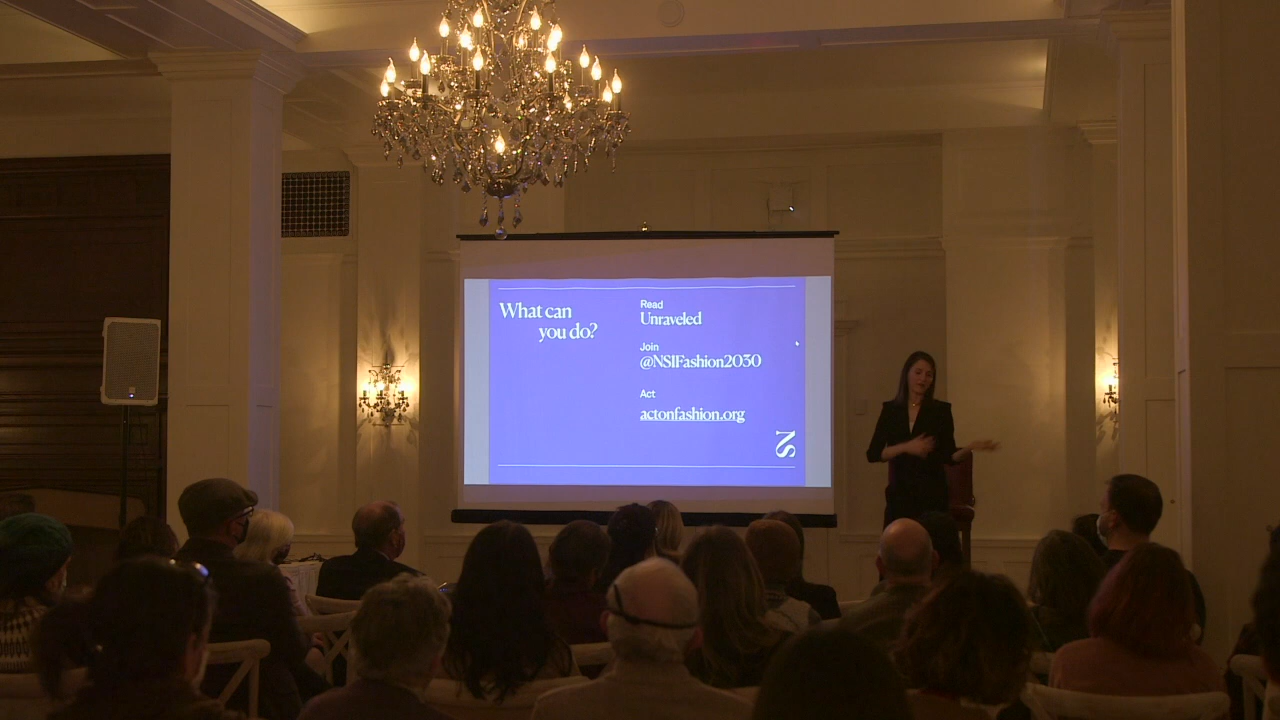 What can
you do?
Read
Unraveled
Join
@NSIFashion2030
Act
actonfashion.org
NS